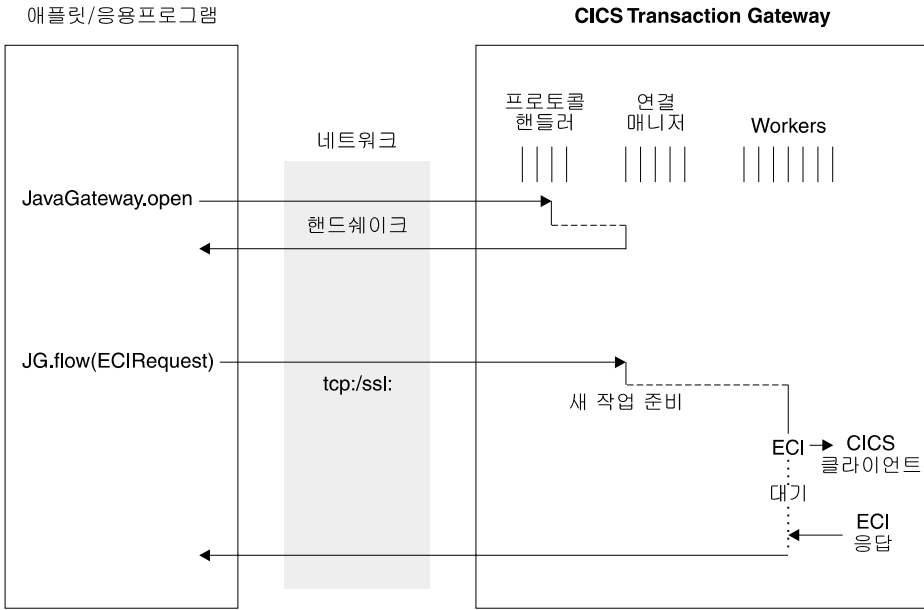 애플릿/응용프로그램
CICS Transaction Gateway
프로토콜
핸들러
연결
매니저
Workers
네트워크
JavaGateway.open
핸드쉐이크
JG.flow(ECIRequest)
tcp:/ssl:
새 작업 준비
ECI
CICS
클라이언트
대기
ECI
응답